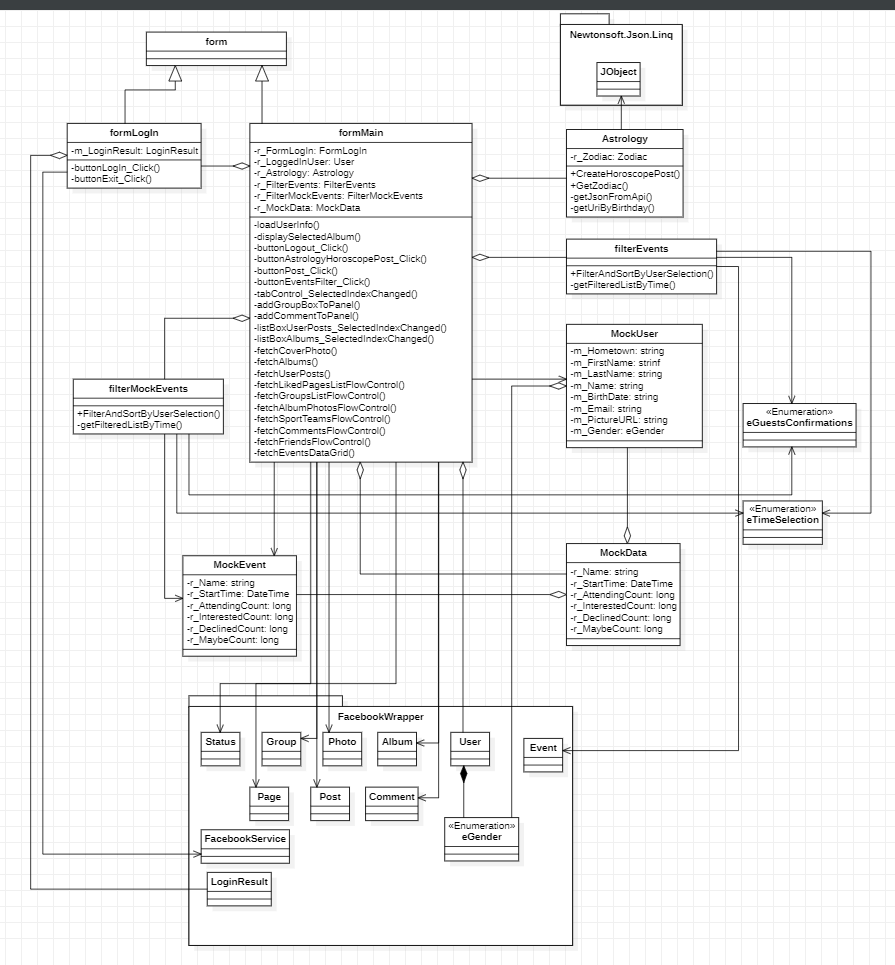 form
Newtonsoft.Json.Linq
JObject
formLogIn
-m_LoginResult: LoginResult
-buttonLogIn_Click()
-buttonExit_Click()
formMain
-r_FormLogIn: FormLogIn
-r_LoggedInUser: User
-r_Astrology: Astrology
-r_FilterEvents: FilterEvents
-r_FilterMockEvents: FilterMockEvents
-r_MockData: MockData
-loadUserInfo()
-displaySelectedAlbum()
-buttonLogout_Click()
-buttonAstrologyHoroscopePost_Click()
-buttonPost_Click()
-buttonEventsFilter_Click()
-tabControl_SelectedIndexChanged()
-addGroupBoxToPanel()
-addCommentToPanel()
-listBoxUserPosts_SelectedIndexChanged()
-listBoxAlbums_SelectedIndexChanged()
-fetchCoverPhoto()
-fetchAlbums()
-fetchUserPosts()
-fetchLikedPagesListFlowControl()
-fetchGroupsListFlowControl()
-fetchAlbumPhotosFlowControl()
-fetchSportTeamsFlowControl()
-fetchCommentsFlowControl()
-fetchFriendsFlowControl()
-fetchEventsDataGrid()
Astrology
-r_Zodiac: Zodiac
+CreateHoroscopePost()
+GetZodiac()
-getJsonFromApi()
-getUriByBirthday()
filterEvents
+FilterAndSortByUserSelection()
-getFilteredListByTime()
MockUser
-m_Hometown: string
-m_FirstName: strinf
-m_LastName: string
-m_Name: string
-m_BirthDate: string
-m_Email: string
-m_PictureURL: string
-m_Gender: eGender
filterMockEvents
+FilterAndSortByUserSelection()
-getFilteredListByTime()
«Enumeration»
eGuestsConfirmations
«Enumeration»
eTimeSelection
MockEvent
-r_Name: string
-r_StartTime: DateTime
-r_AttendingCount: long
-r_InterestedCount: long
-r_DeclinedCount: long
-r_MaybeCount: long
MockData
-r_Name: string
-r_StartTime: DateTime
-r_AttendingCount: long
-r_InterestedCount: long
-r_DeclinedCount: long
-r_MaybeCount: long
FacebookWrapper
Status
Group
Photo
Album
User
Event
Page
Post
Comment
«Enumeration»
eGender
FacebookService
LoginResult